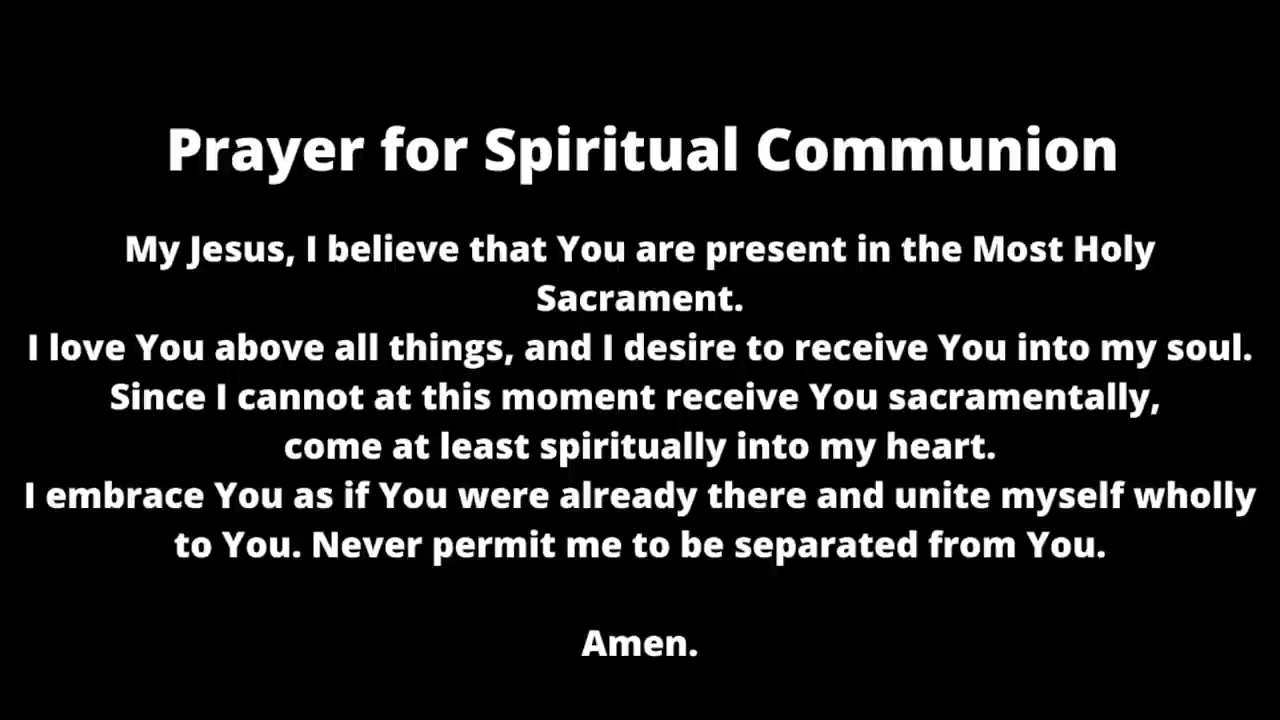 Prayer for Spiritual Communion
My Jesus, I believe that You are present in the Most Holy
Sacrament.
I love You above all things, and I desire to receive You into my soul.
Since I cannot at this moment receive You sacramentally,
come at least spiritually into my heart.
I embrace You as if You were already there and unite myself wholly
to You. Never permit me to be separated from You.
Amen.